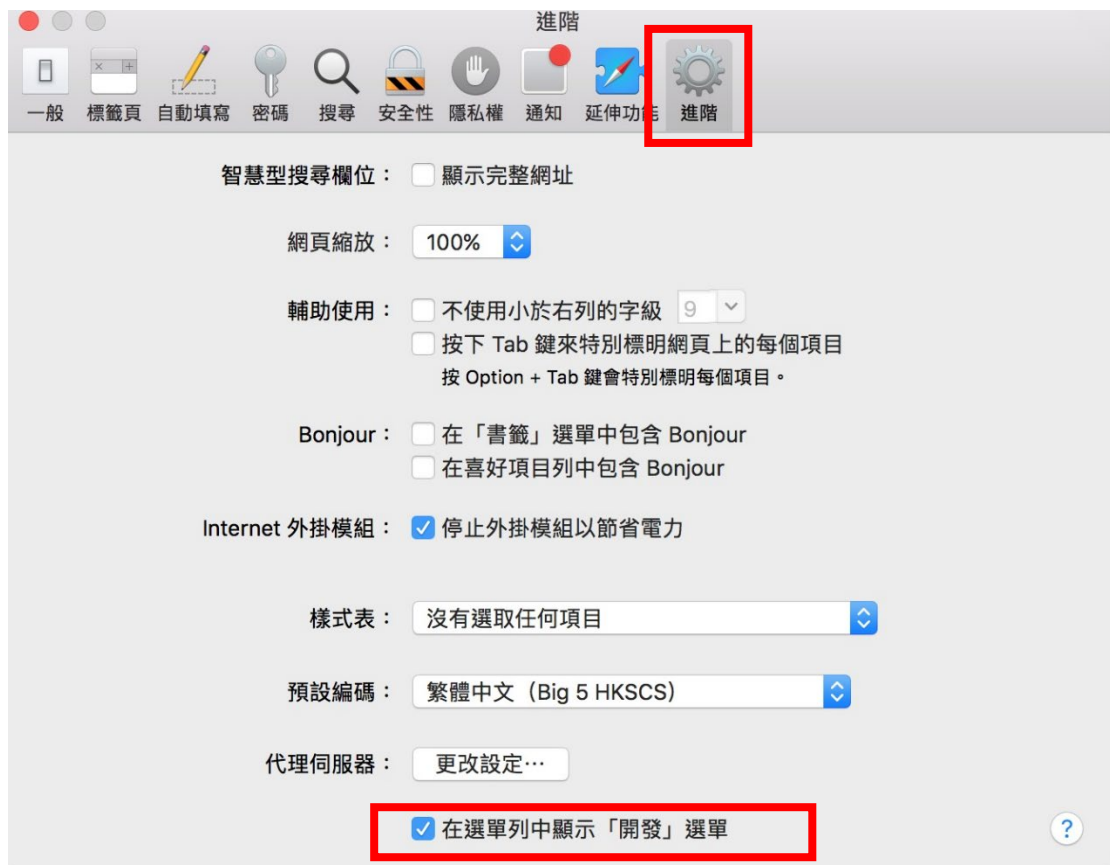 進階
一般 標籤頁 自動填寫 密碼 搜尋 安全性 隱私權 通知 延伸功能 進階
智慧型搜尋欄位： 顯示完整網址
網頁縮放： 100%
輔助使用： 不使用小於右列的字級 9
按下 Tab 鍵來特別標明網頁上的每個項目
按 Option + Tab 鍵會特別標明每個項目。
Bonjour： 在「書籤」選單中包含 Bonjour
在喜好項目列中包含 Bonjour
Internet 外掛模組： 停止外掛模組以節省電力
樣式表： 沒有選取任何項目
預設編碼： 繁體中文（Big 5 HKSCS）
代理伺服器： 更改設定⋯
在選單列中顯示「開發」選單 ?